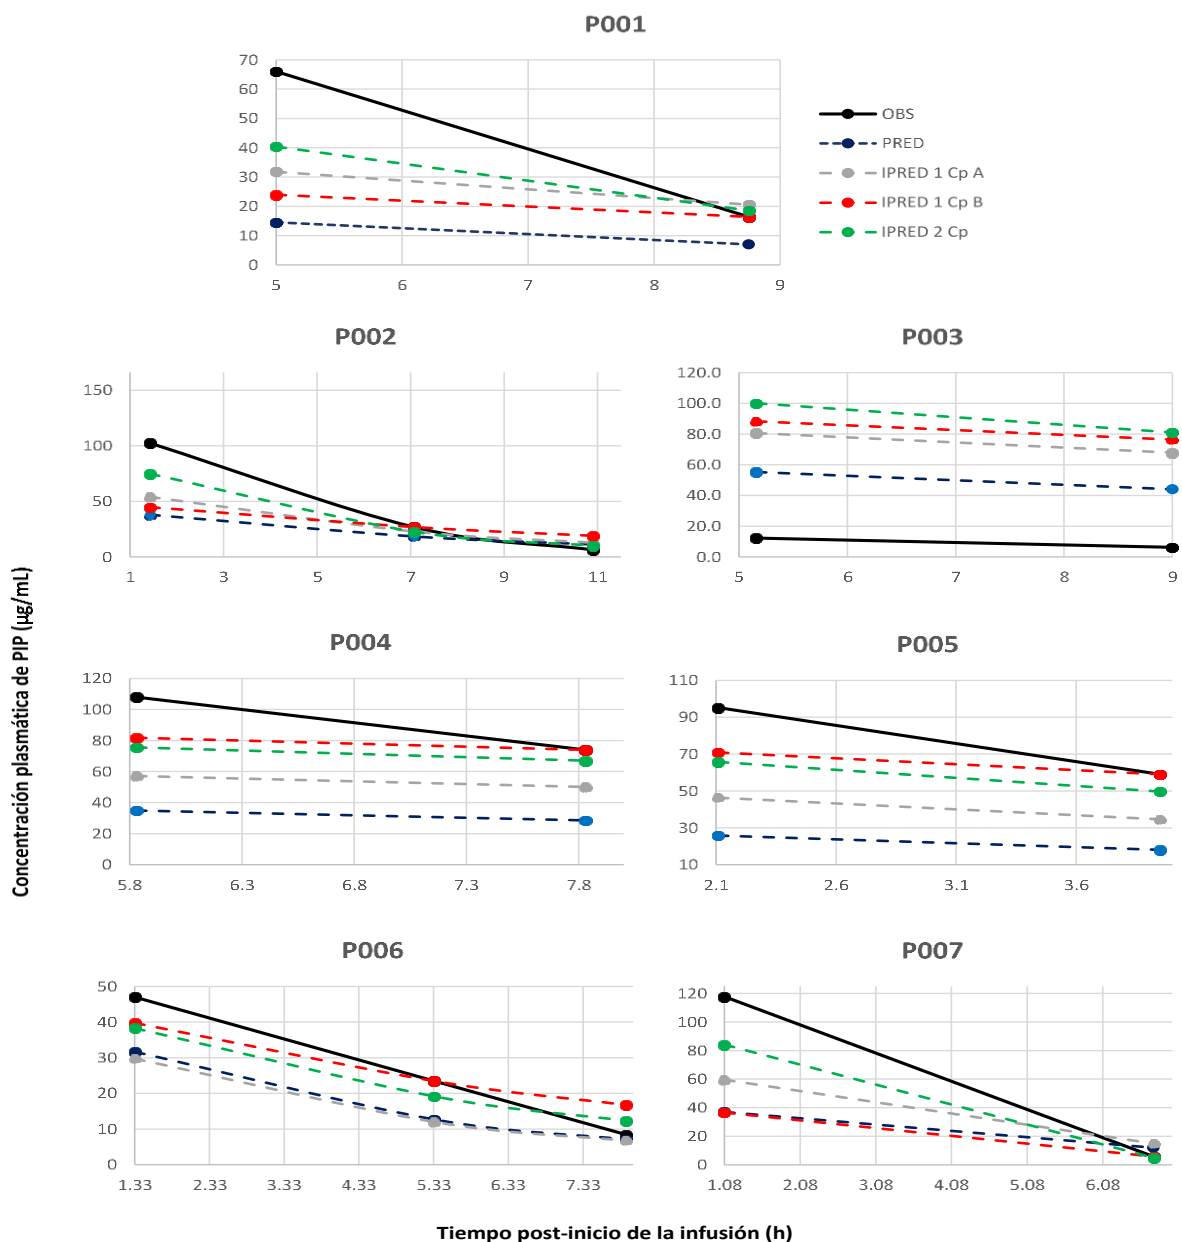 P001
70
60
50
40
30
20
10
0
5 6 7 8 9
OBS
PRED
IPRED 1 Cp A
IPRED 1 Cp B
IPRED 2 Cp
Concentración plasmática de PIP (µg/mL)
P002
150
100
50
0
1 3 5 7 9 11
P003
120.0
100.0
80.0
60.0
40.0
20.0
0.0
5 6 7 8 9
P004
120
100
80
60
40
20
0
5.8 6.3 6.8 7.3 7.8
P005
110
90
70
50
30
10
2.1 2.6 3.1 3.6
P006
50
40
30
20
10
0
1.33 2.33 3.33 4.33 5.33 6.33 7.33
P007
120
100
80
60
40
20
0
1.08 2.08 3.08 4.08 5.08 6.08
Tiempo post-inicio de la infusión (h)